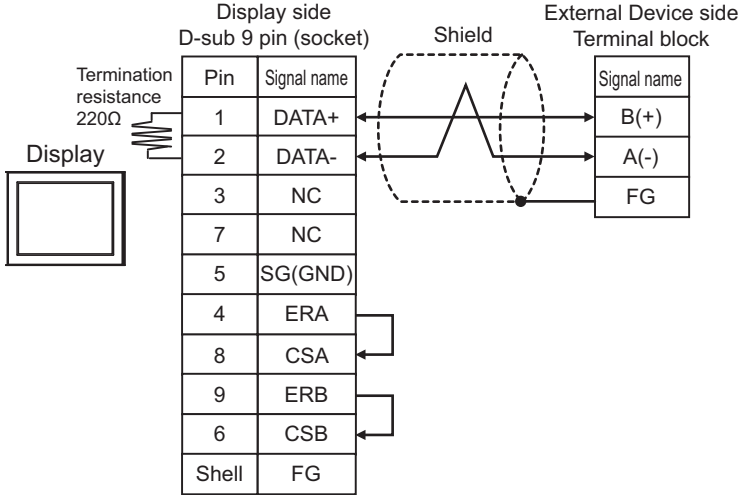 Display side
D-sub 9 pin (socket)
Shield
External Device side
Terminal block
Termination
resistance
220Ω
Display
Pin Signal name
1 DATA+
2 DATA-
3 NC
7 NC
5 SG(GND)
4 ERA
8 CSA
9 ERB
6 CSB
Shell FG
Signal name
B(+)
A(-)
FG